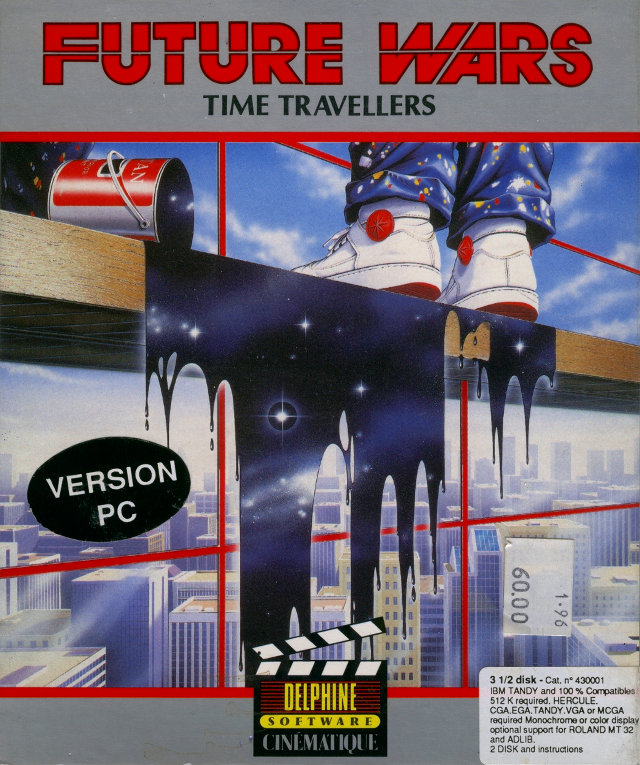 FUTURE WARS
TIME TRAVELLERS
VERSION
PC
60.00
1·96
DELPHINE
SOFTWARE
CINÉMATIQUE
3 1/2 disk - Cat. n° 430001
IBM TANDY and 100 % Compatibles
512 K required. HERCULE.
CGA,EGA,TANDY.VGA or MCGA
required Monochrome or color display
optional support for ROLAND MT 32
and ADLIB.
2 DISK and instructions